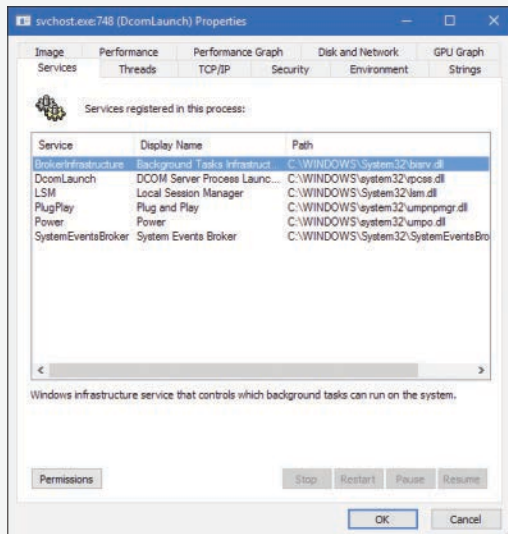 svchost.exe:748 (DcomLaunch) Properties
Image Performance Performance Graph Disk and Network GPU Graph
Services Threads TCP/IP Security Environment Strings
Services registered in this process:
Service Display Name Path
BrokerInfrastructure Background Tasks Infrastruct... C:\WINDOWS\System32\bisrv.dll
DcomLaunch DCOM Server Process Launc... C:\WINDOWS\system32\rpcss.dll
LSM Local Session Manager C:\WINDOWS\System32\lsm.dll
PlugPlay Plug and Play C:\WINDOWS\system32\umpnpmgr.dll
Power Power C:\WINDOWS\system32\umpo.dll
SystemEventsBroker System Events Broker C:\WINDOWS\System32\SystemEventsBro
Windows infrastructure service that controls which background tasks can run on the system.
Permissions Stop Restart Pause Resume
OK Cancel